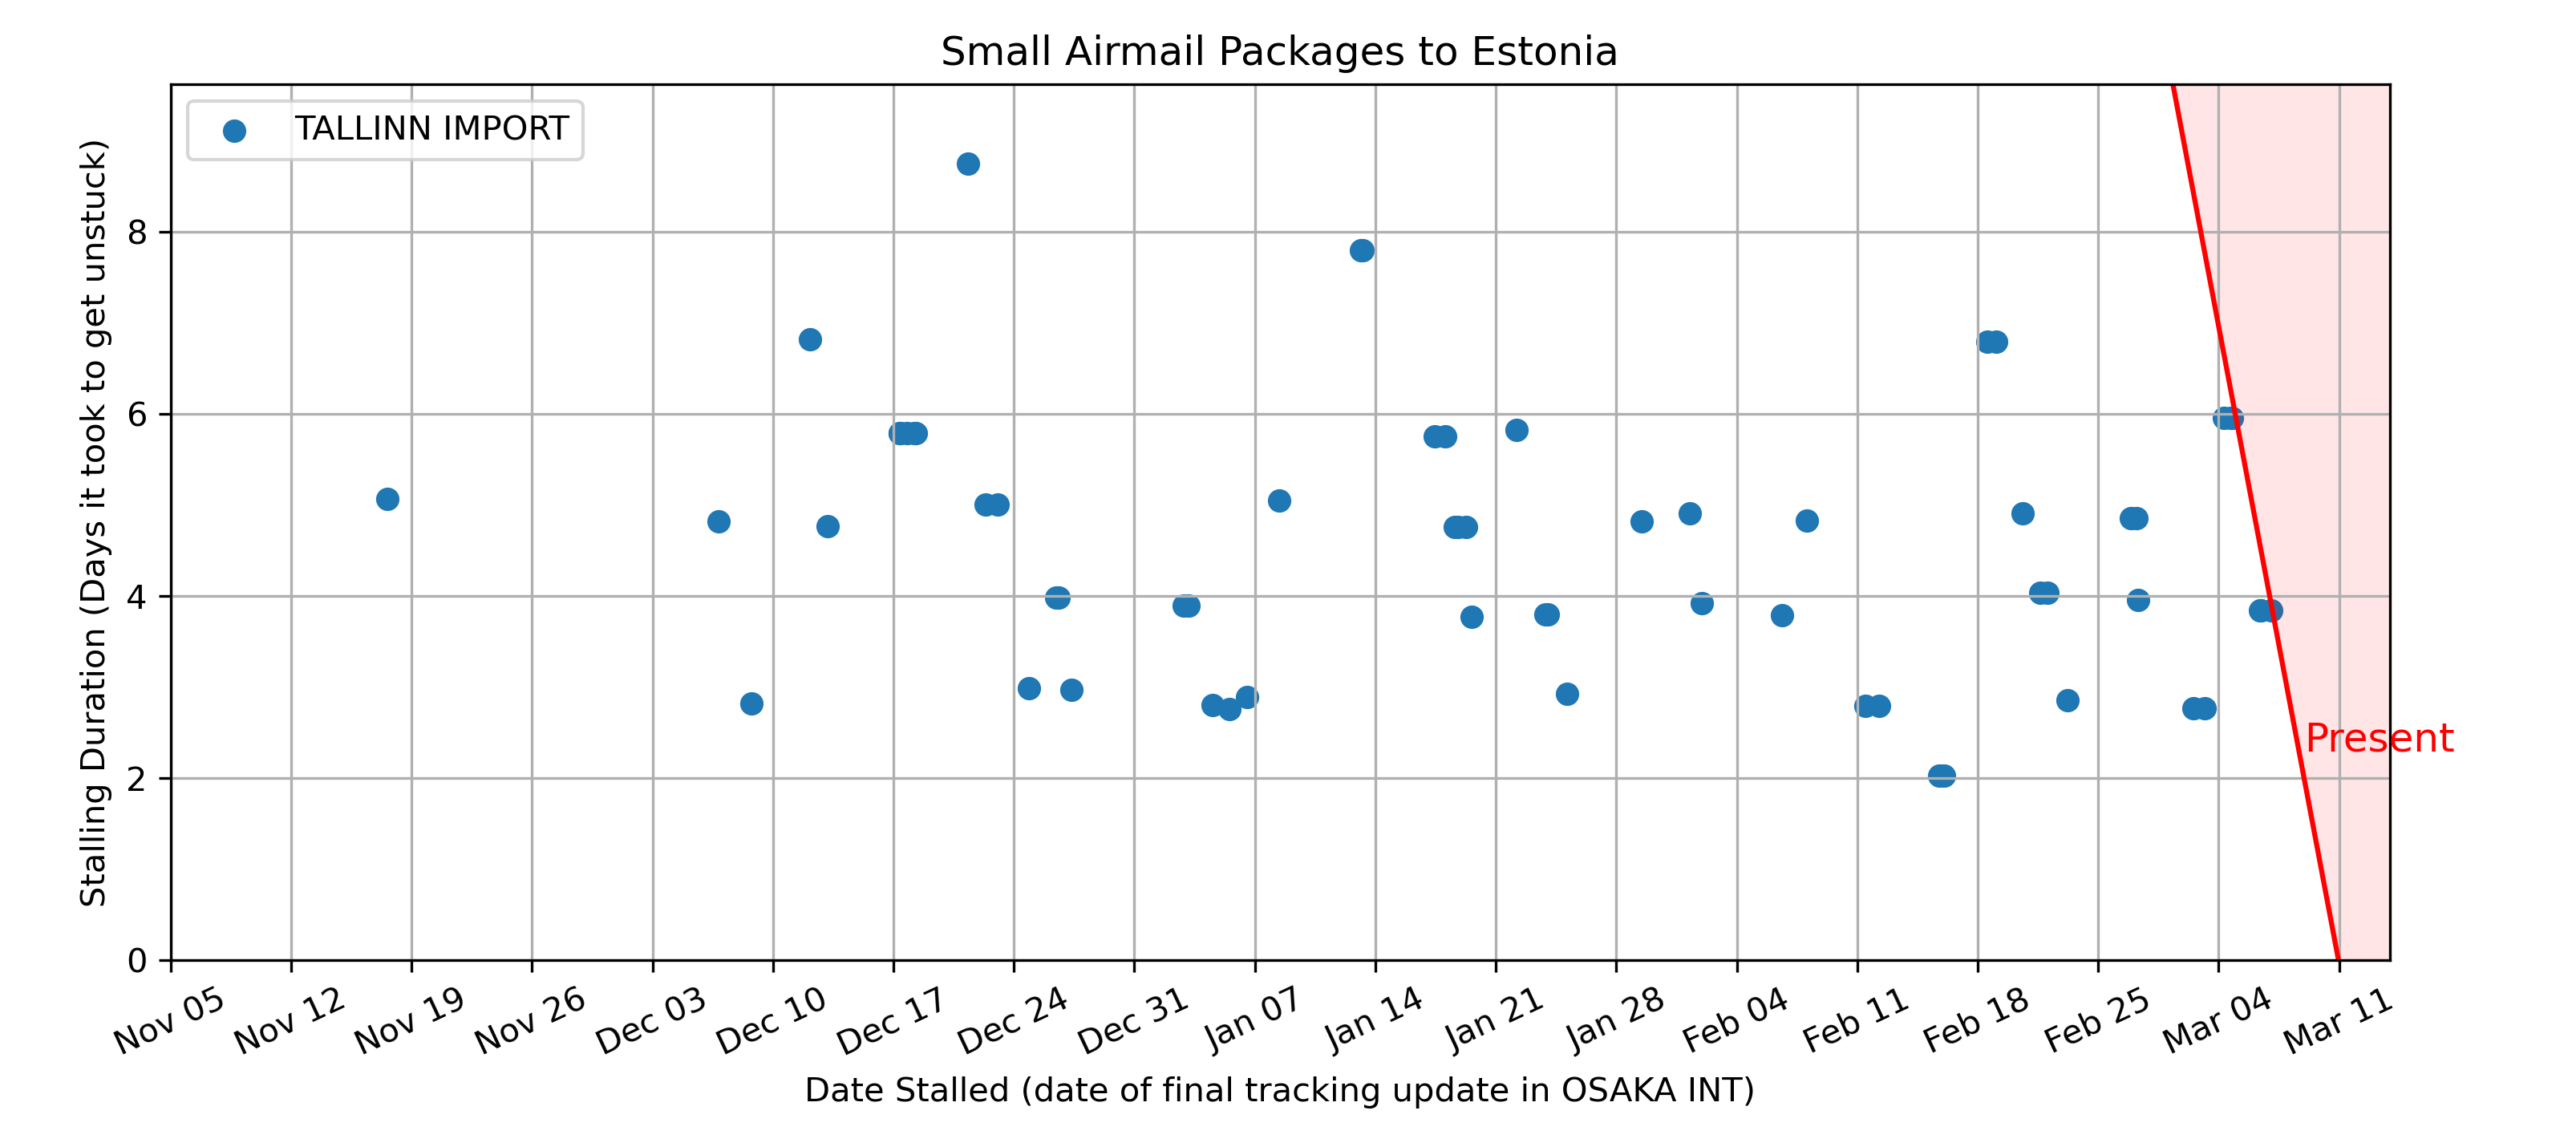 Small Airmail Packages to Estonia
TALLINN IMPORT
Stalling Duration (Days it took to get unstuck)
8
6
4
2
0
Present
Nov 05
Nov 12
Nov 19
Nov 26
Dec 03
Dec 10
Dec 17
Dec 24
Dec 31
Jan 07
Jan 14
Jan 21
Jan 28
Feb 04
Feb 11
Feb 18
Feb 25
Mar 04
Mar 11
Date Stalled (date of final tracking update in OSAKA INT)